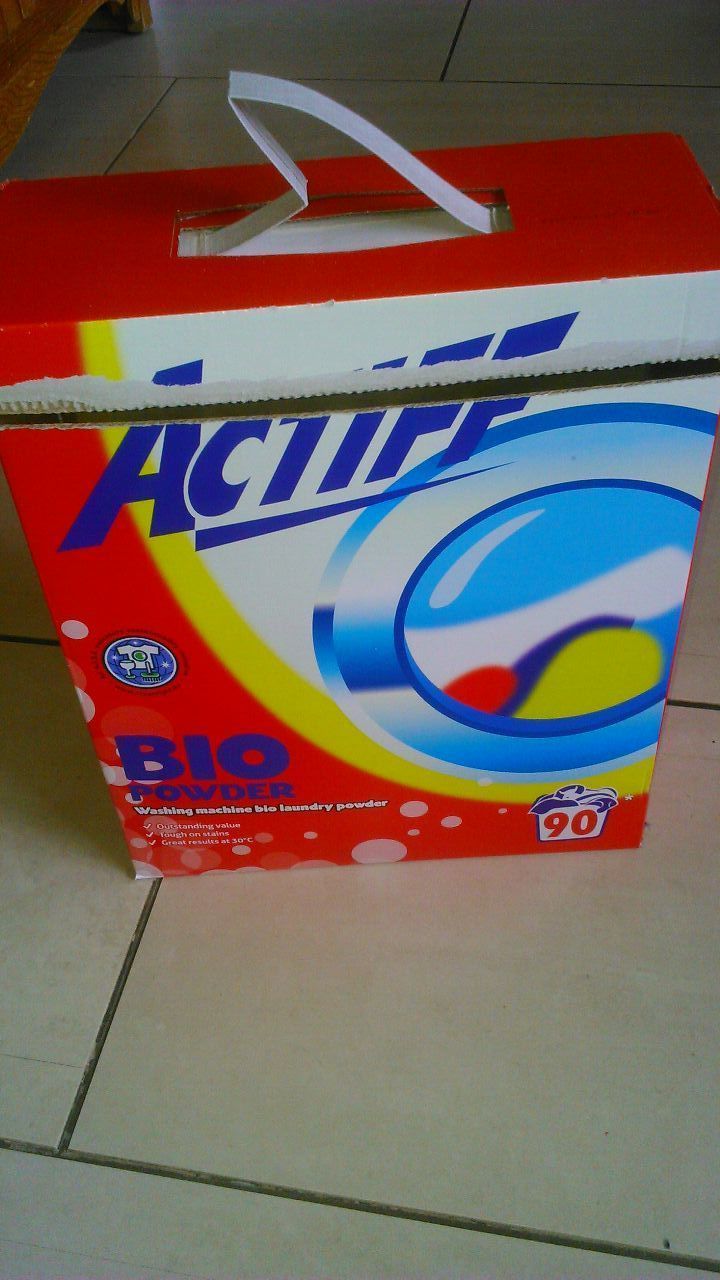 ACTIFF
BIO
POWDER
Washing machine bio laundry powder
✓ Outstanding value
✓ Tough on stains
✓ Great results at 30°C
90*